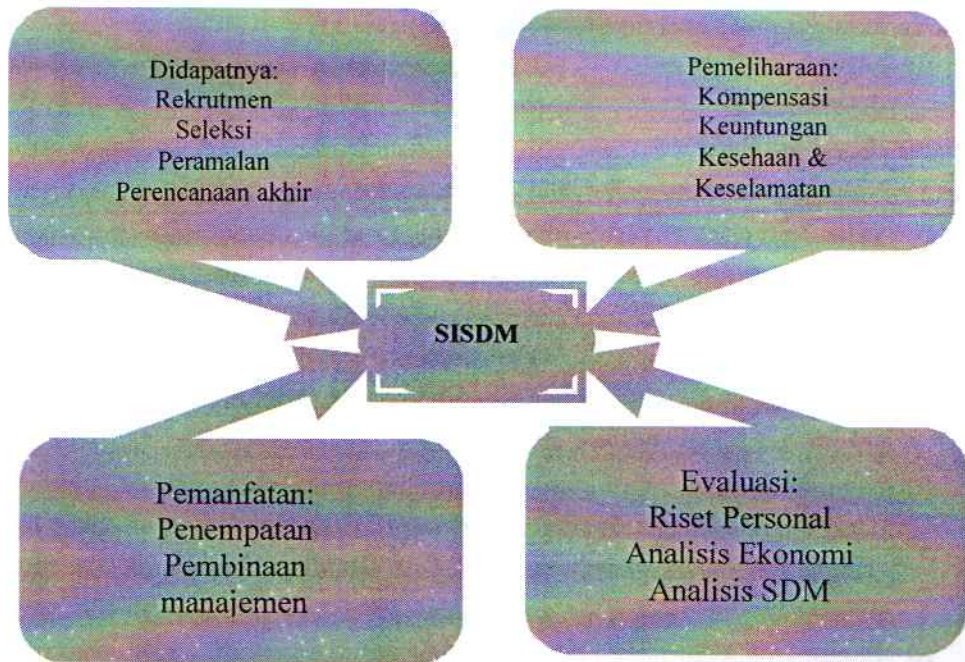 Didapatnya:
Rekrutmen
Seleksi
Peramalan
Perencanaan akhir
Pemeliharaan:
Kompensasi
Keuntungan
Kesehaan &
Keselamatan
SISDM
Pemanfatan:
Penempatan
Pembinaan
manajemen
Evaluasi:
Riset Personal
Analisis Ekonomi
Analisis SDM